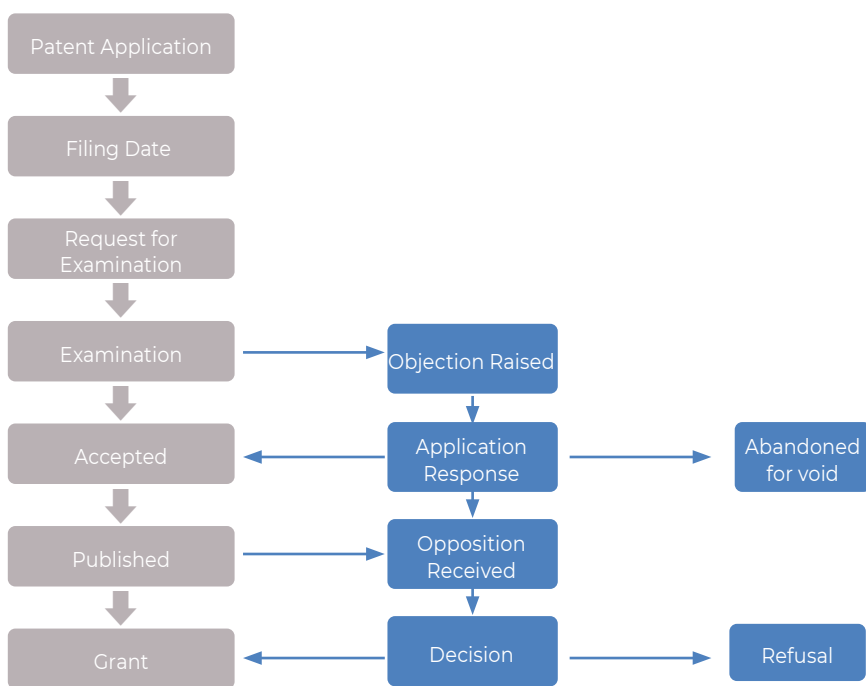 Patent Application
Filing Date
Request for
Examination
Examination
Objection Raised
Accepted
Application
Response
Abandoned
for void
Published
Opposition
Received
Grant
Decision
Refusal